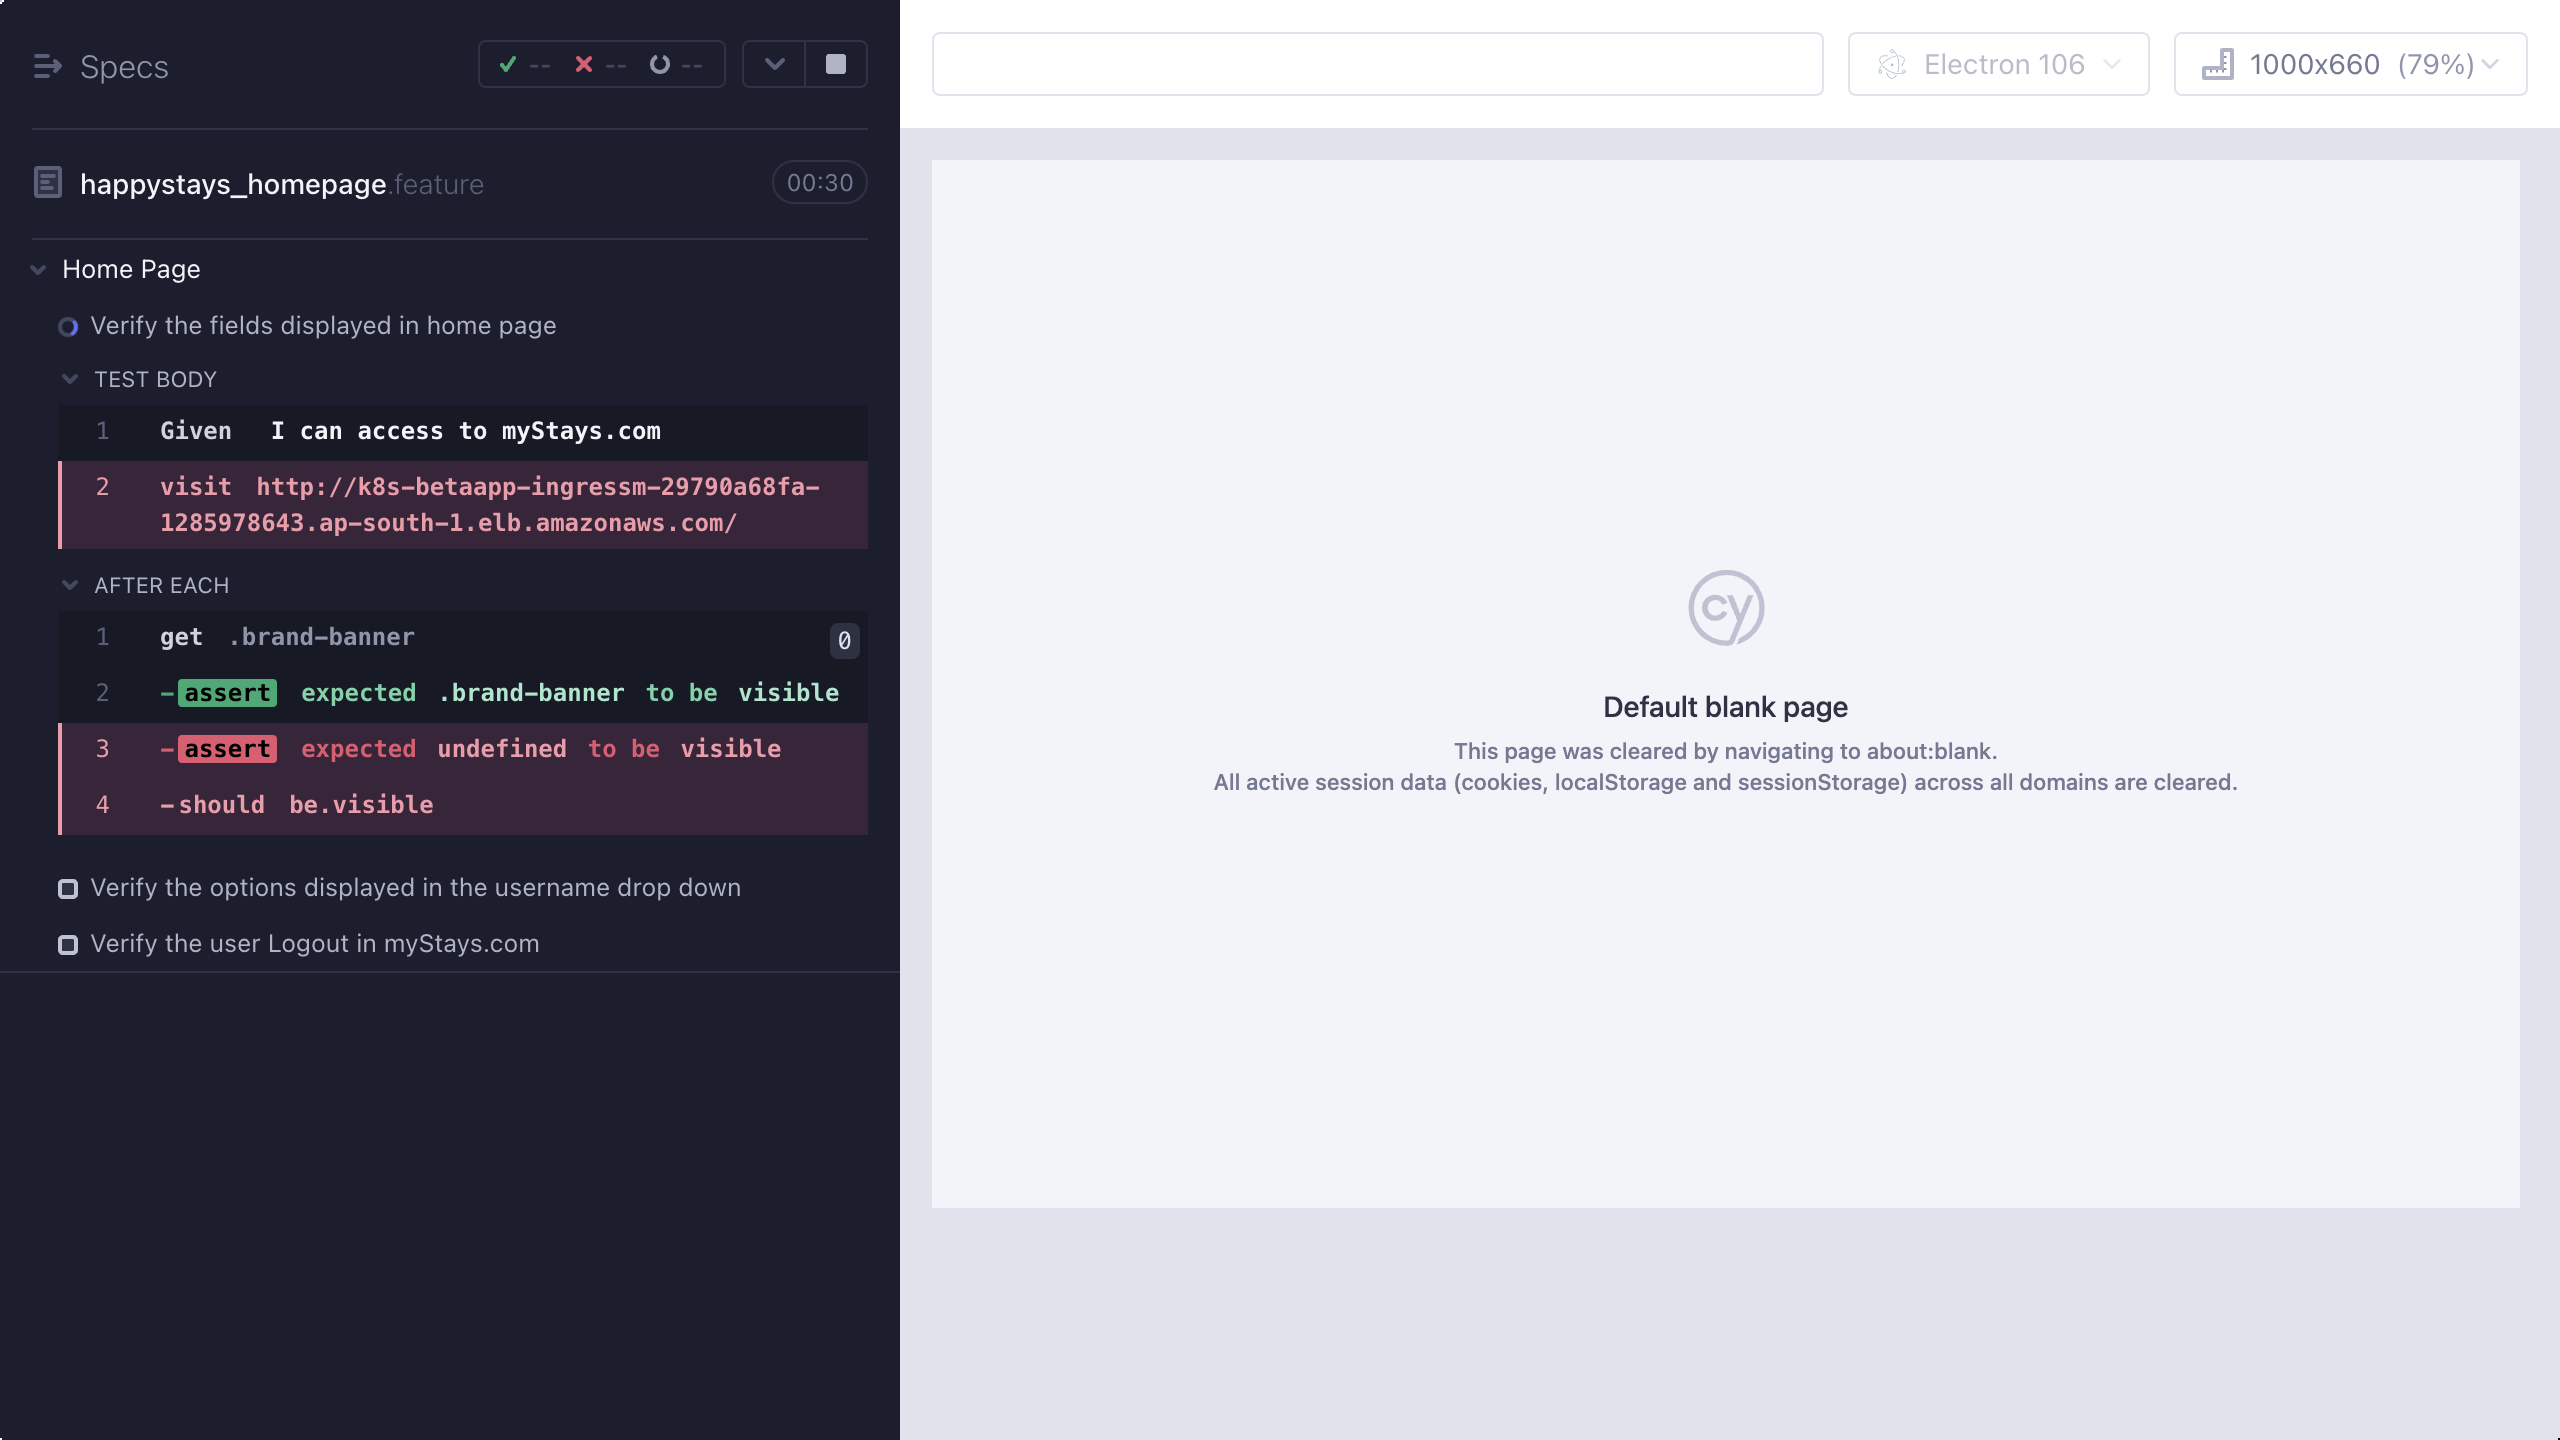 Specs
-- -- --
happystays_homepage.feature 00:30
Home Page
Verify the fields displayed in home page
TEST BODY
1 Given I can access to myStays.com
2 visit http://k8s-betaapp-ingressm-29790a68fa-
1285978643.ap-south-1.elb.amazonaws.com/
AFTER EACH
1 get .brand-banner 0
2 -assert expected .brand-banner to be visible
3 -assert expected undefined to be visible
4 -should be.visible
Verify the options displayed in the username drop down
Verify the user Logout in myStays.com
Electron 106
1000x660 (79%)
cy
Default blank page
This page was cleared by navigating to about:blank.
All active session data (cookies, localStorage and sessionStorage) across all domains are cleared.